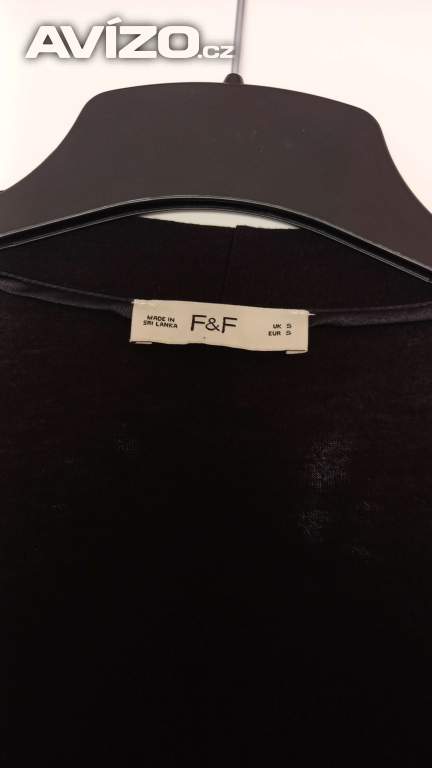 AVÍZO.cz
MADE IN
SRI LANKA
F&F
UK S
EUR S